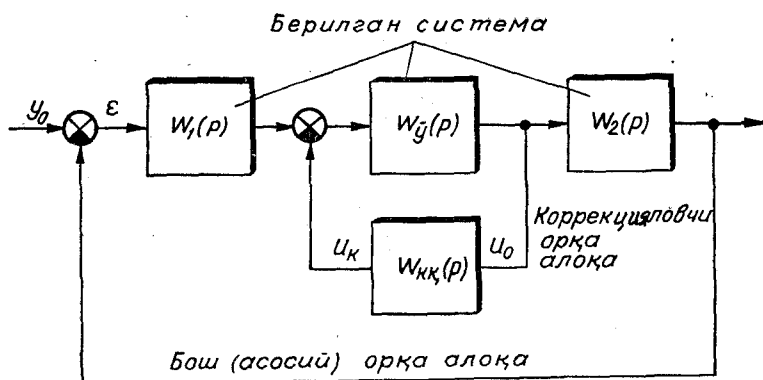 Берилган система
y₀
ε
W₁(p)
Wў(p)
W₂(p)
Коррекцияловчи
орқа
алоқа
Uк
Wкқ(p)
U₀
Бош (асосий) орқа алоқа